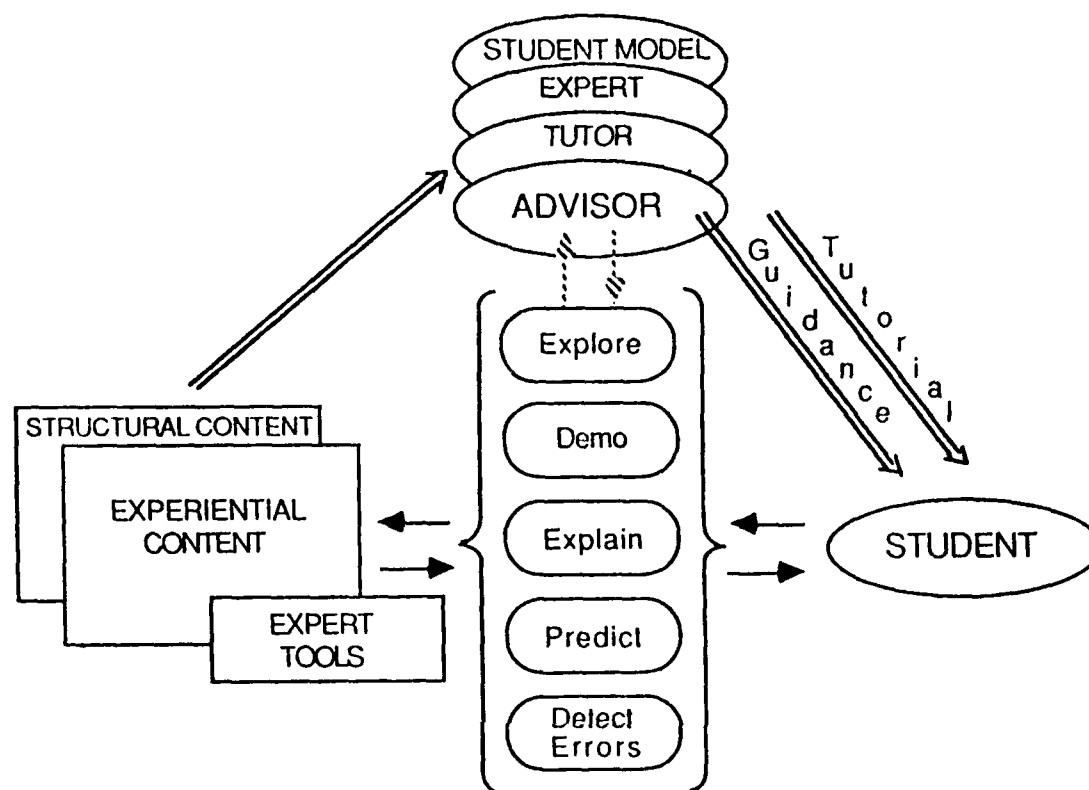 STUDENT MODEL
EXPERT
TUTOR
ADVISOR
Guidance
Tutorial
Explore
Demo
Explain
Predict
Detect
Errors
STRUCTURAL CONTENT
EXPERIENTIAL
CONTENT
EXPERT
TOOLS
STUDENT